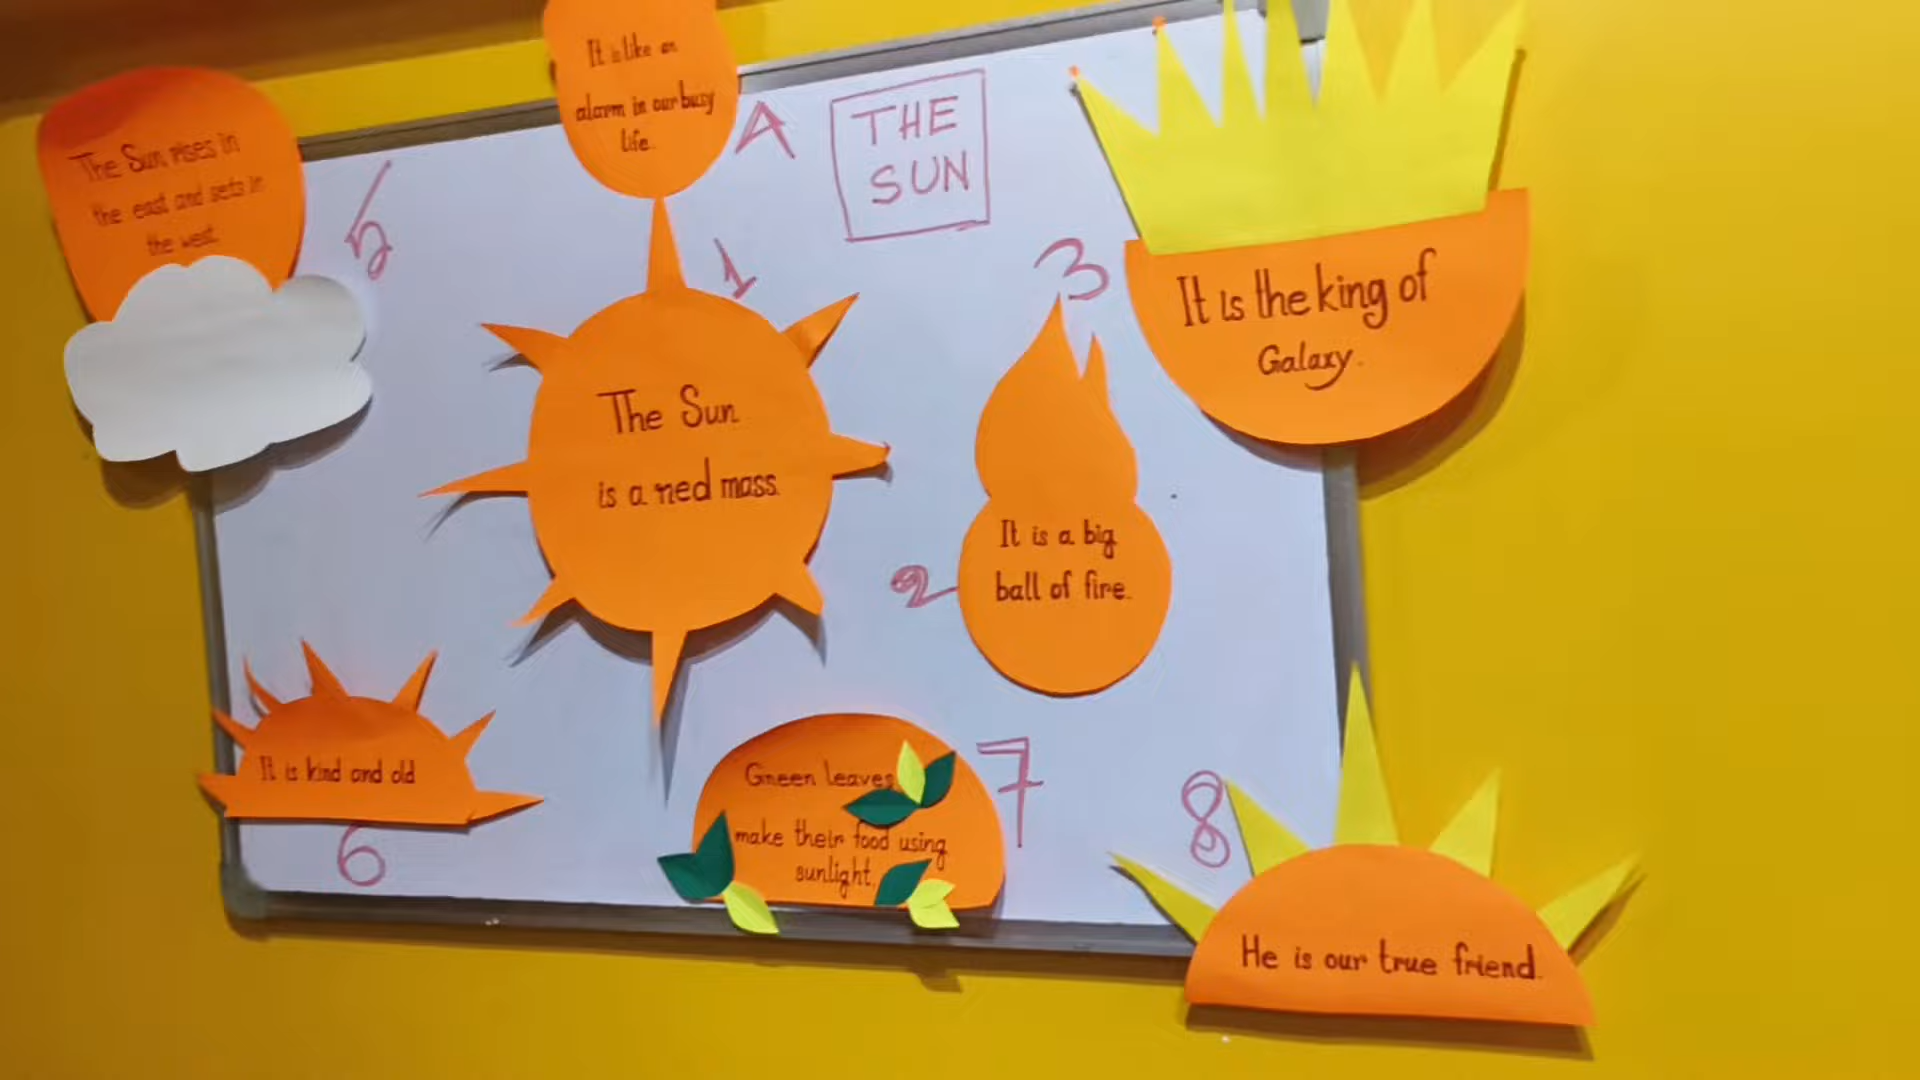 THE
SUN
1
The Sun
is a red mass.
2
It is a big
ball of fire.
3
It is the king of
Galaxy.
A
It is like an
alarm in our busy
life.
5
The Sun rises in
the east and sets in
the west.
6
It is kind and old
7
Green leaves
make their food using
sunlight.
8
He is our true friend.